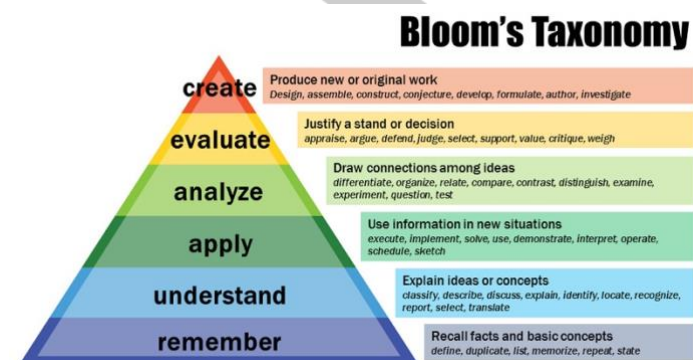 Bloom's Taxonomy
create
Produce new or original work
Design, assemble, construct, conjecture, develop, formulate, author, investigate
evaluate
Justify a stand or decision
appraise, argue, defend, judge, select, support, value, critique, weigh
analyze
Draw connections among ideas
differentiate, organize, relate, compare, contrast, distinguish, examine,
experiment, question, test
apply
Use information in new situations
execute, implement, solve, use, demonstrate, interpret, operate,
schedule, sketch
understand
Explain ideas or concepts
classify, describe, discuss, explain, identify, locate, recognize,
report, select, translate
remember
Recall facts and basic concepts
define, duplicate, list, memorize, repeat, state